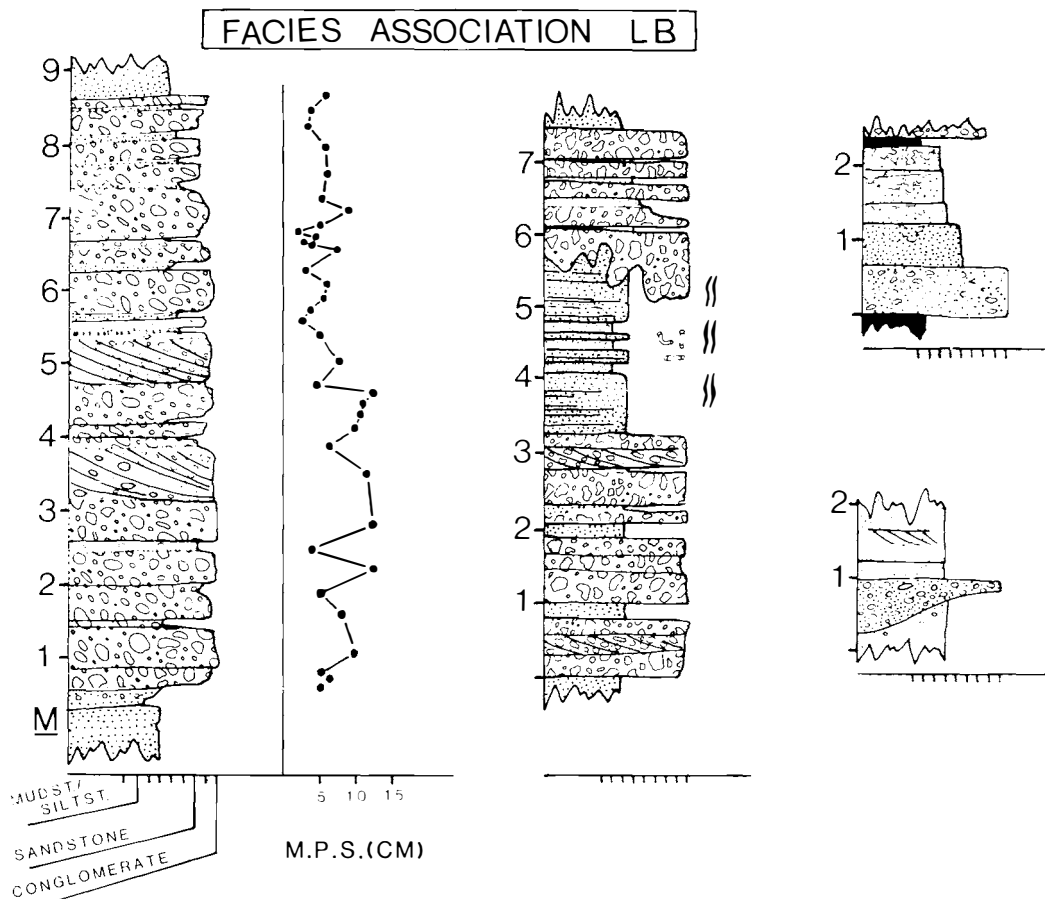 FACIES ASSOCIATION LB
9
8
7
6
5
4
3
2
1
M
5 10 15
M.P.S.(CM)
MUDST./
SILTST.
SANDSTONE
CONGLOMERATE
7
6
5
4
3
2
1
2
1
2
1